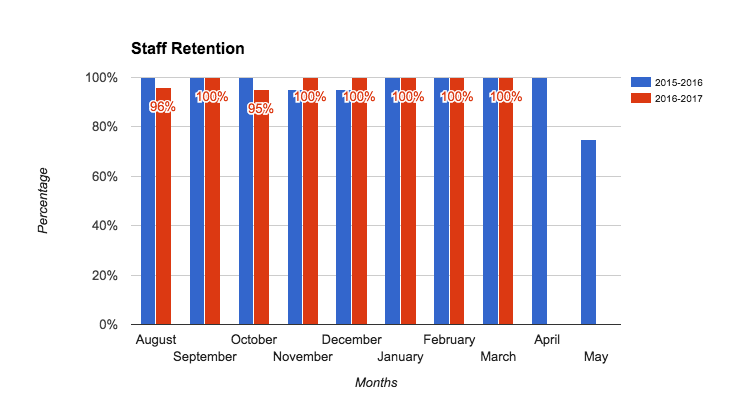 Staff Retention
100%
80%
60%
40%
20%
0%
Percentage
96%
100%
95%
100%
100%
100%
100%
100%
2015-2016
2016-2017
August
September
October
November
December
January
February
March
April
May
Months